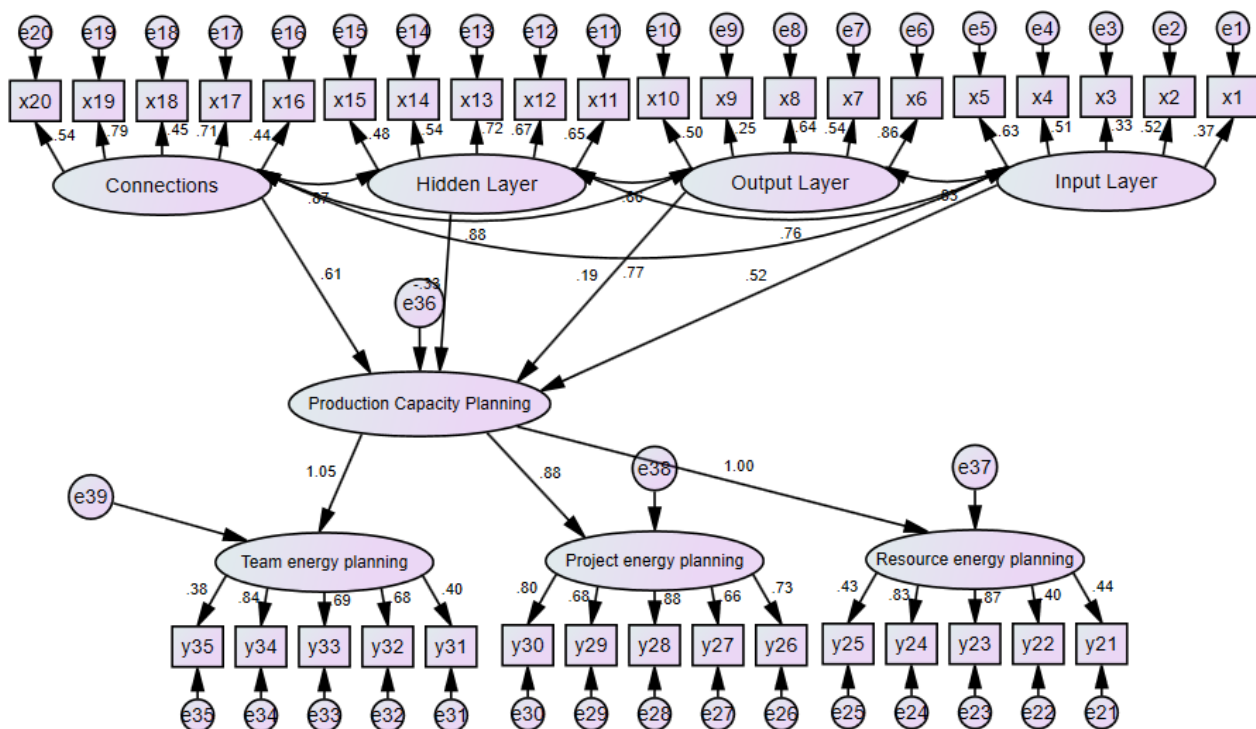 e20 e19 e18 e17 e16 e15 e14 e13 e12 e11 e10 e9 e8 e7 e6 e5 e4 e3 e2 e1
x20 x19 x18 x17 x16 x15 x14 x13 x12 x11 x10 x9 x8 x7 x6 x5 x4 x3 x2 x1
.54 .79 .45 .71 .44 .48 .54 .72 .67 .65 .50 .25 .64 .54 .86 .63 .51 .33 .52 .37
Connections Hidden Layer Output Layer Input Layer
.87 .66 .83
.88 .76
.61 -.33 .19 .77 .52
e36
Production Capacity Planning
1.05 .88 e38 1.00 e37
e39
Team energy planning Project energy planning Resource energy planning
.38 .84 69 68 .40 .80 .68 88 66 .73 .43 .83 87 40 .44
y35 y34 y33 y32 y31 y30 y29 y28 y27 y26 y25 y24 y23 y22 y21
e35 e34 e33 e32 e31 e30 e29 e28 e27 e26 e25 e24 e23 e22 e21